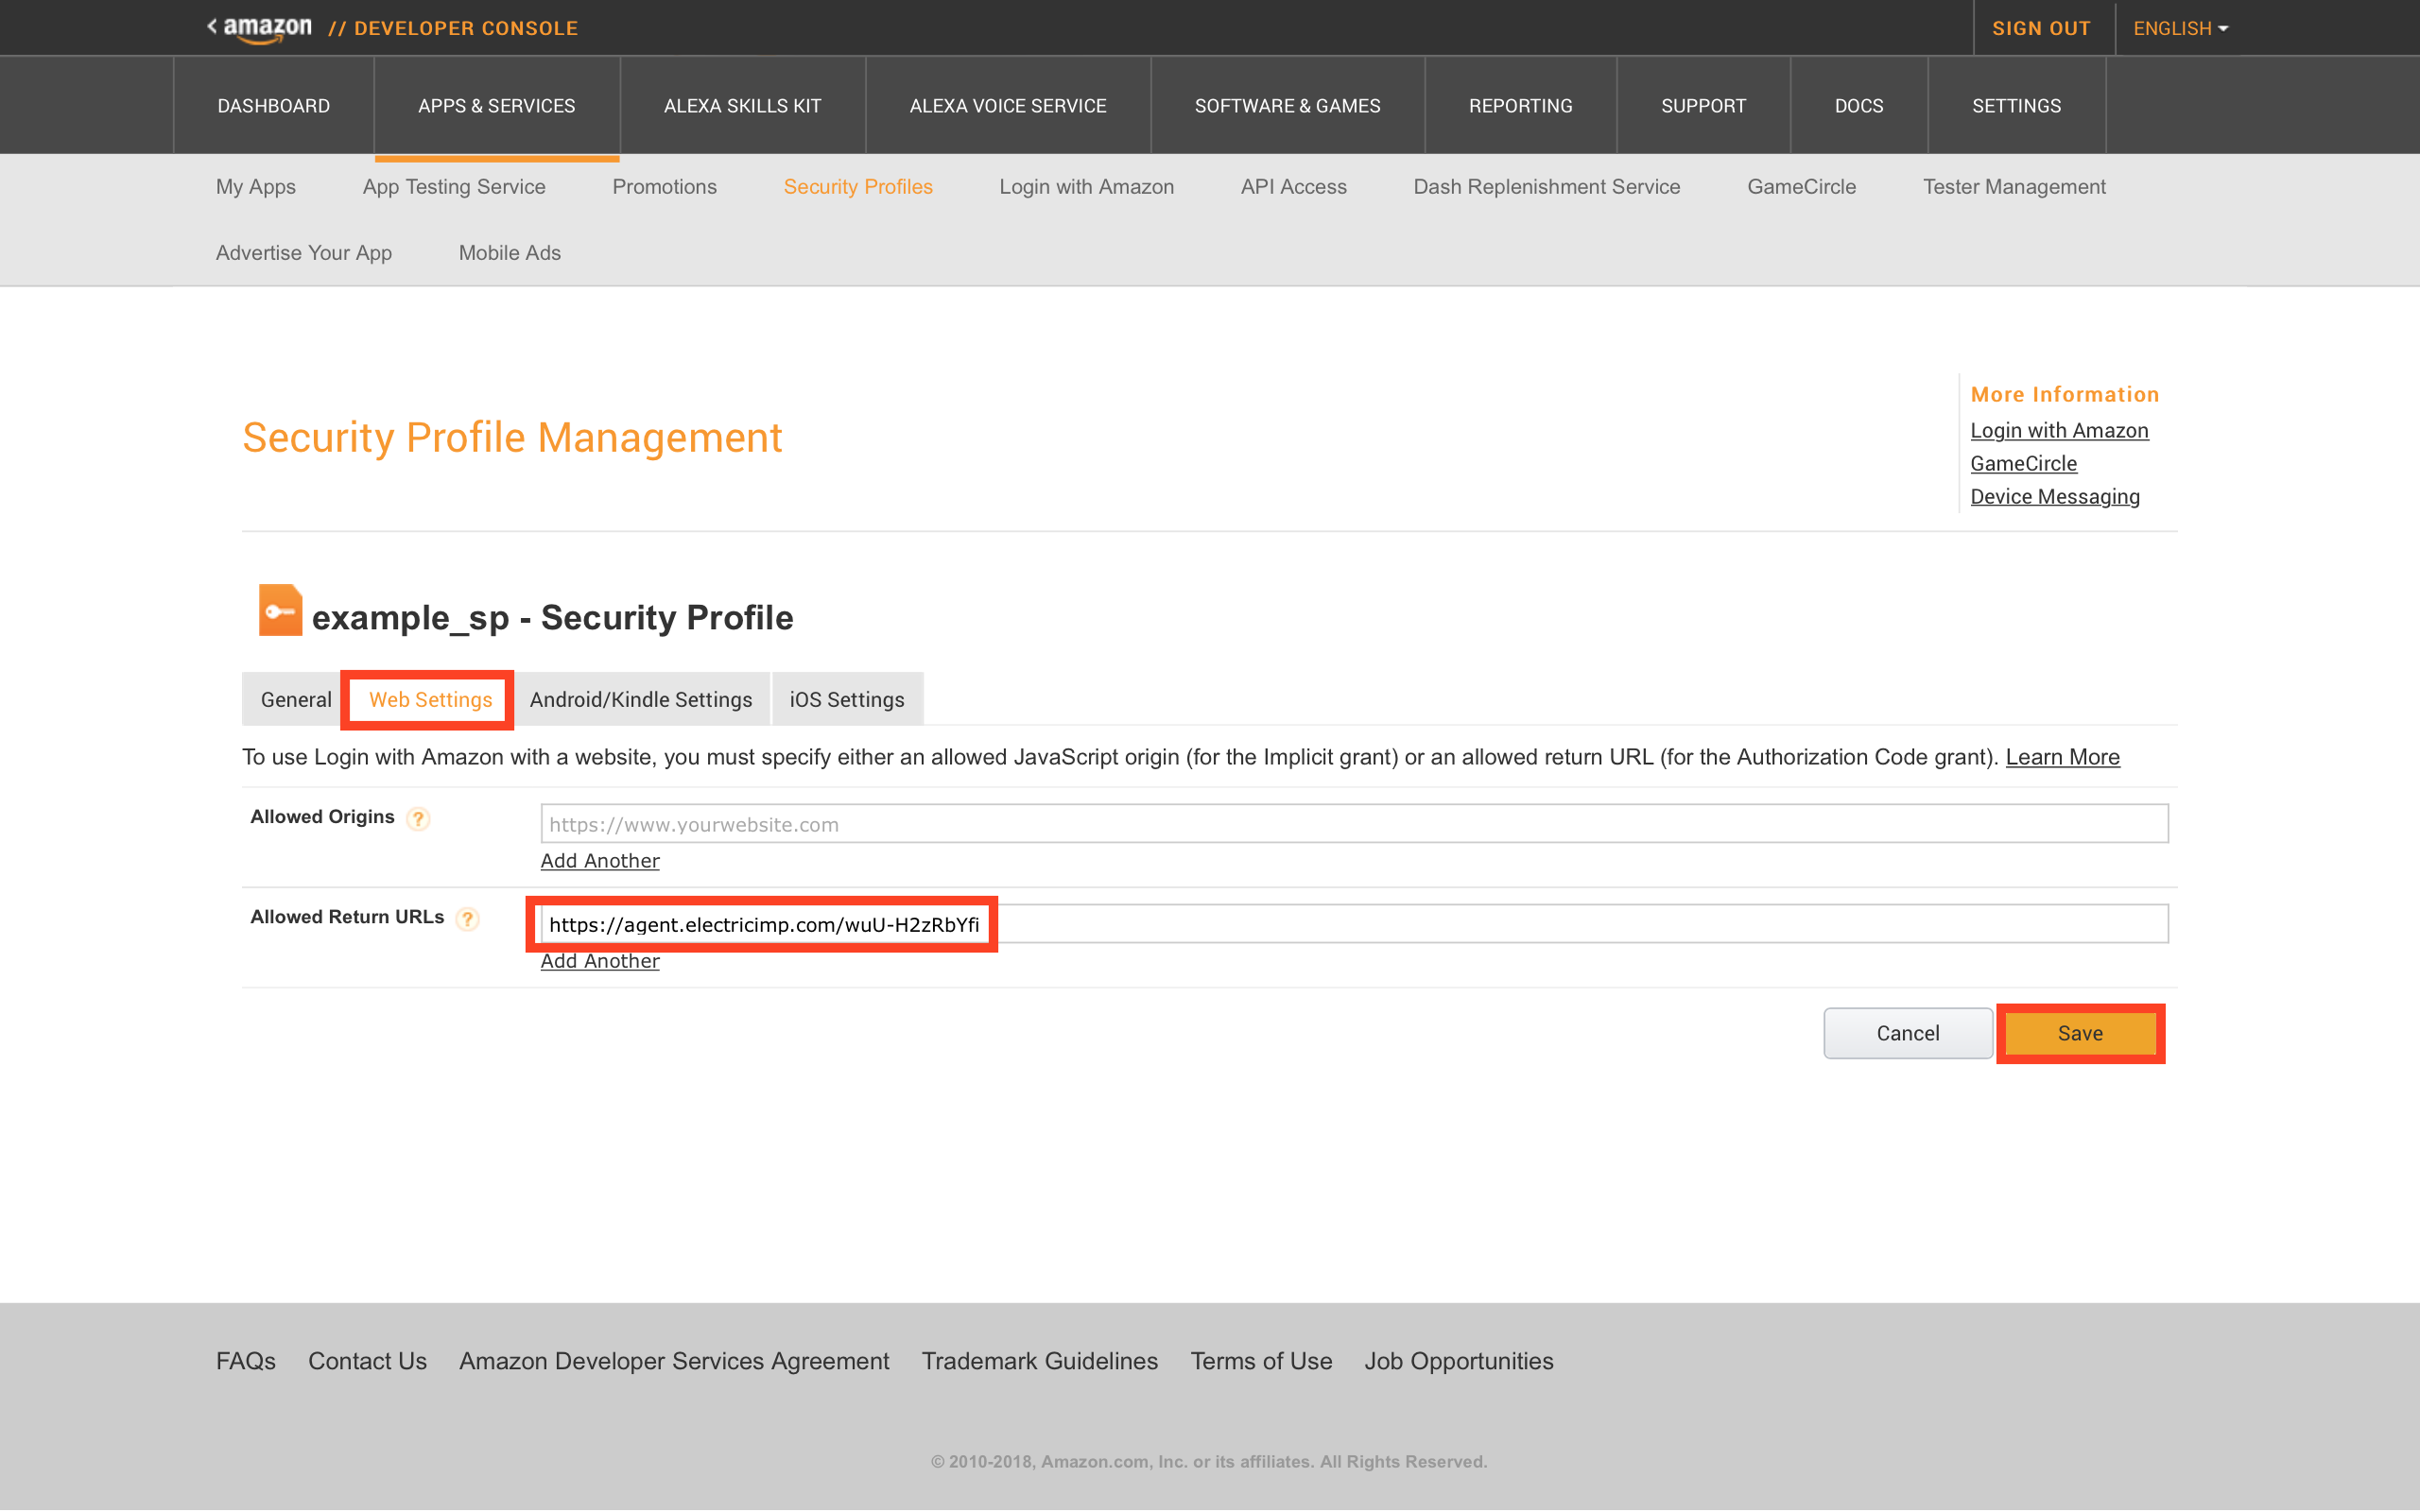 < amazon // DEVELOPER CONSOLE SIGN OUT ENGLISH
DASHBOARD APPS & SERVICES ALEXA SKILLS KIT ALEXA VOICE SERVICE SOFTWARE & GAMES REPORTING SUPPORT DOCS SETTINGS
My Apps App Testing Service Promotions Security Profiles Login with Amazon API Access Dash Replenishment Service GameCircle Tester Management
Advertise Your App Mobile Ads
Security Profile Management
More Information
Login with Amazon
GameCircle
Device Messaging
example_sp - Security Profile
General Web Settings Android/Kindle Settings iOS Settings
To use Login with Amazon with a website, you must specify either an allowed JavaScript origin (for the Implicit grant) or an allowed return URL (for the Authorization Code grant). Learn More
Allowed Origins ? https://www.yourwebsite.com
Add Another
Allowed Return URLs ? https://agent.electricimp.com/wuU-H2zRbYfi
Add Another
Cancel Save
FAQs Contact Us Amazon Developer Services Agreement Trademark Guidelines Terms of Use Job Opportunities
© 2010-2018, Amazon.com, Inc. or its affiliates. All Rights Reserved.